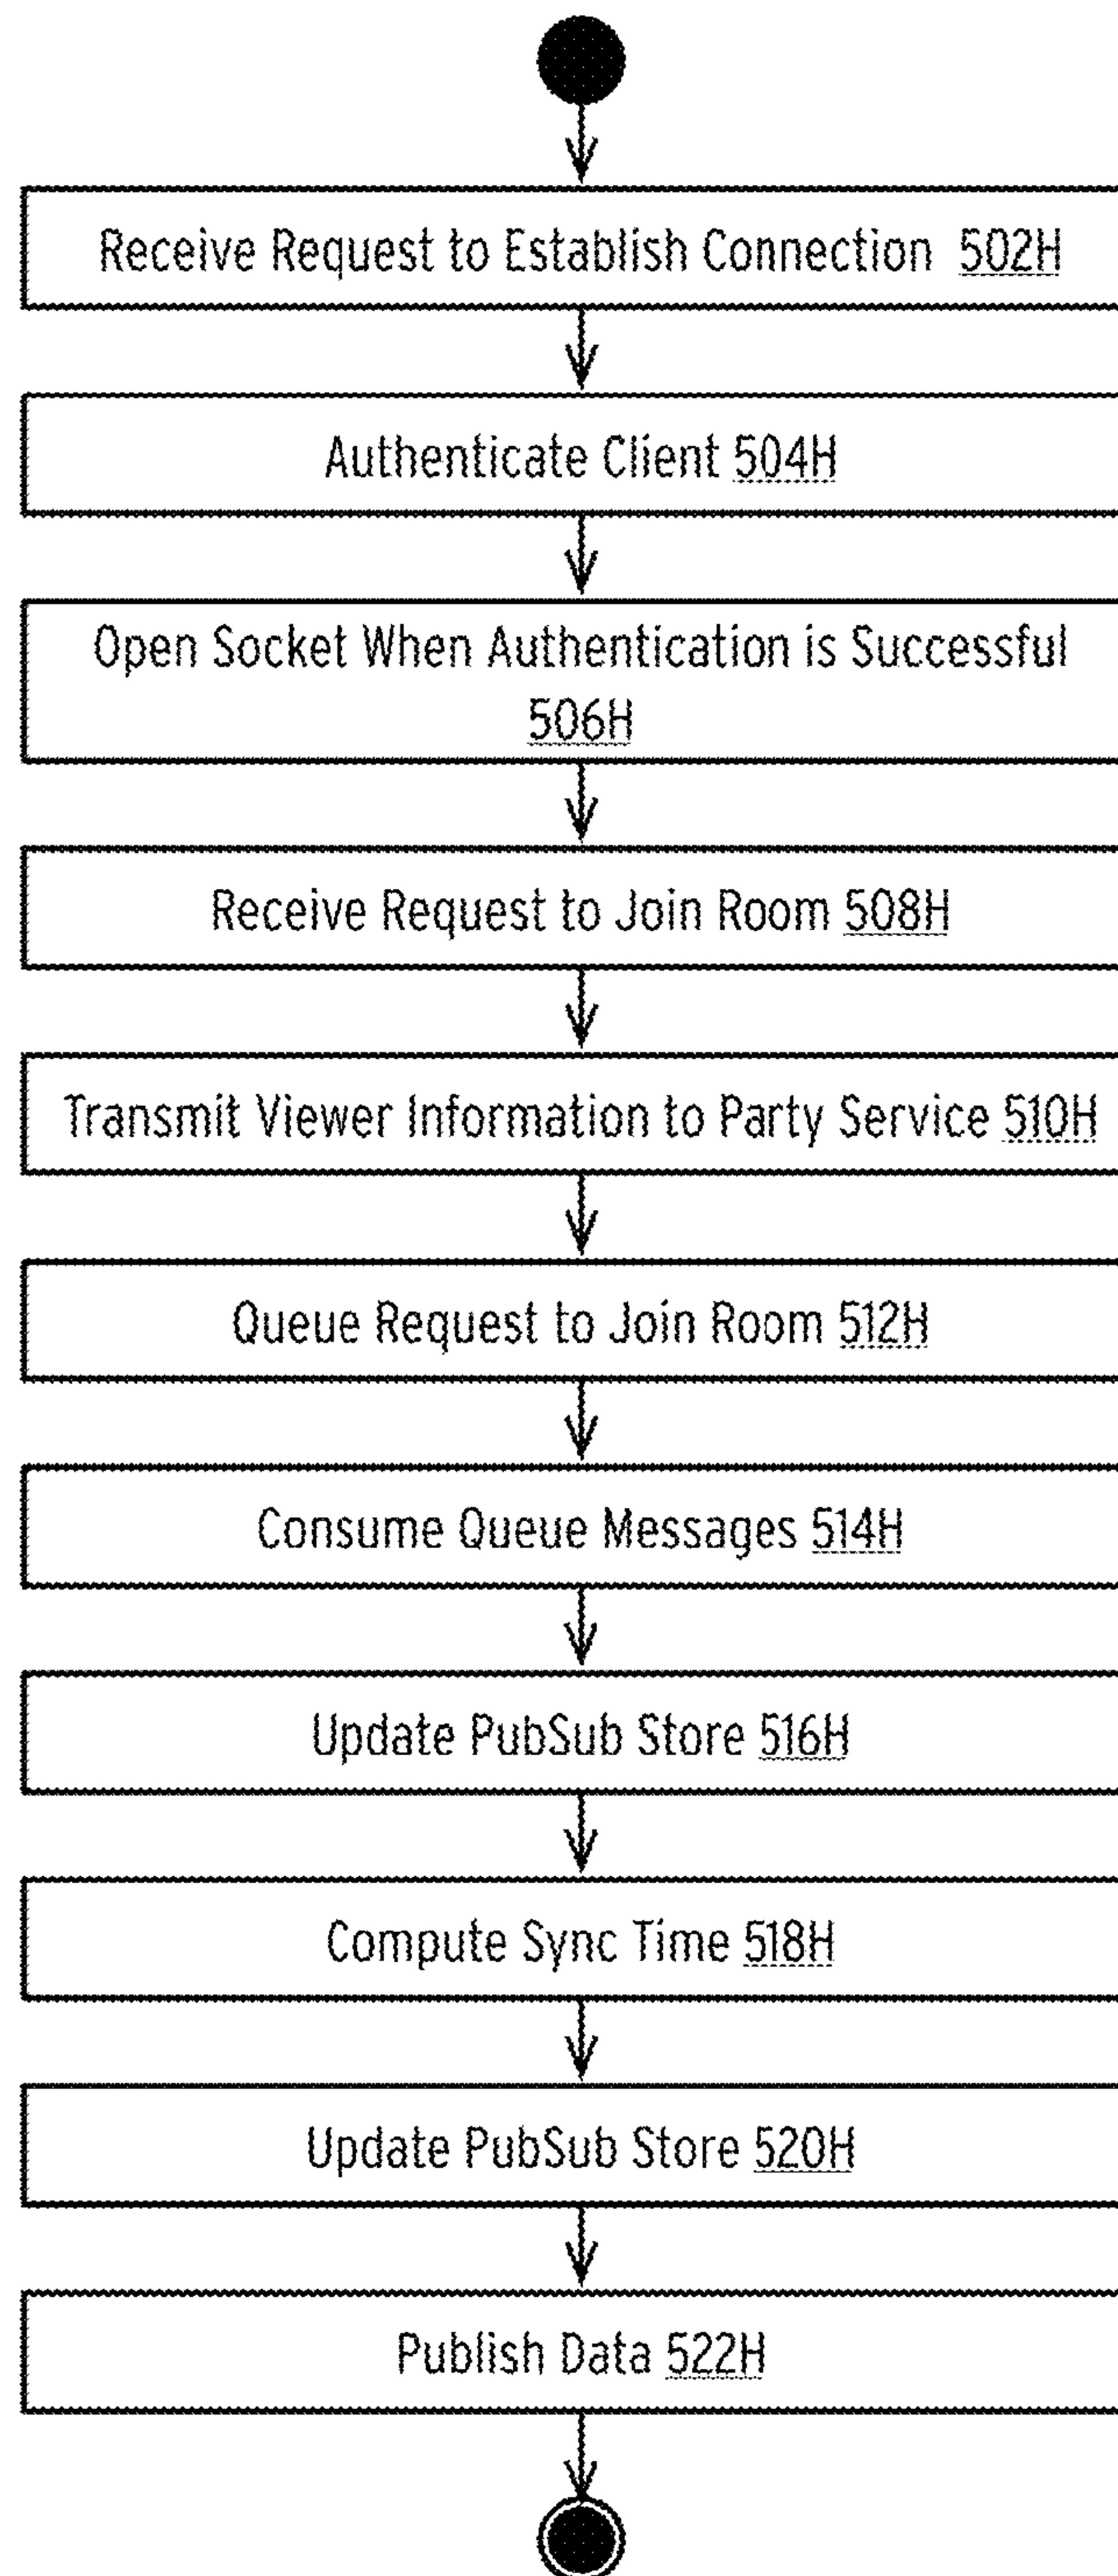 Receive Request to Establish Connection 502H
Authenticate Client 504H
Open Socket When Authentication is Successful
506H
Receive Request to Join Room 508H
Transmit Viewer Information to Party Service 510H
Queue Request to Join Room 512H
Consume Queue Messages 514H
Update PubSub Store 516H
Compute Sync Time 518H
Update PubSub Store 520H
Publish Data 522H